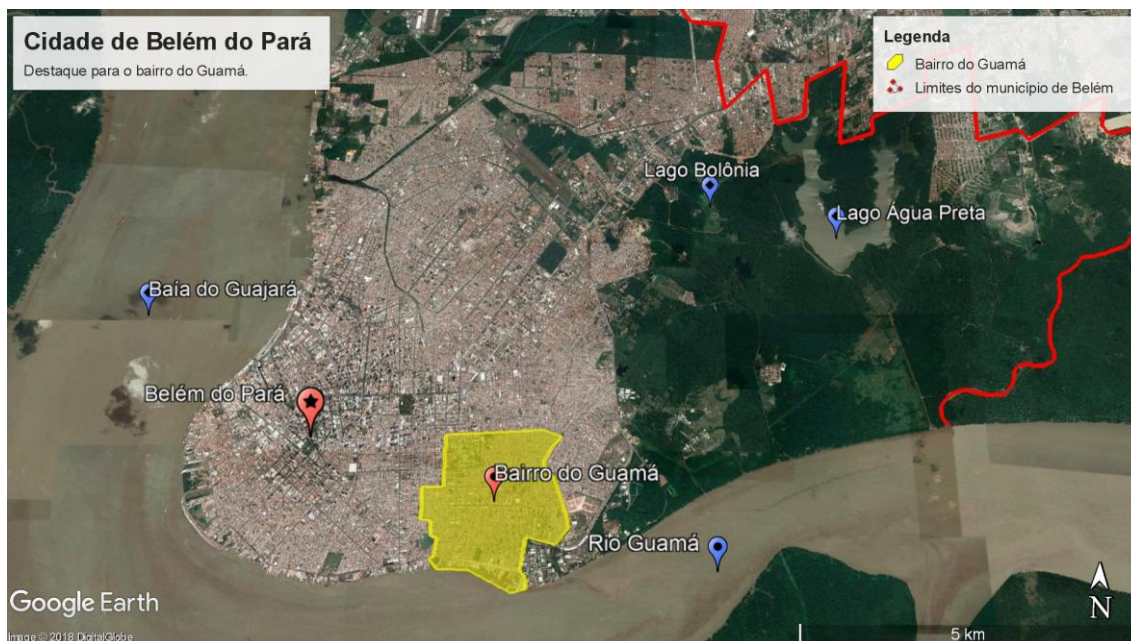 Cidade de Belém do Pará
Destaque para o bairro do Guamá.
Legenda
Bairro do Guamá
Limites do município de Belém
Lago Bolônia
Lago Água Preta
Baía do Guajará
Belém do Pará
Bairro do Guamá
Rio Guamá
N
Google Earth
Image © 2018 DigitalGlobe
5 km